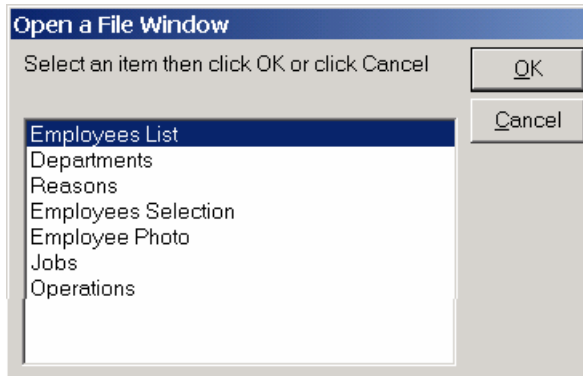 Open a File Window
Select an item then click OK or click Cancel
OK
Cancel
Employees List
Departments
Reasons
Employees Selection
Employee Photo
Jobs
Operations